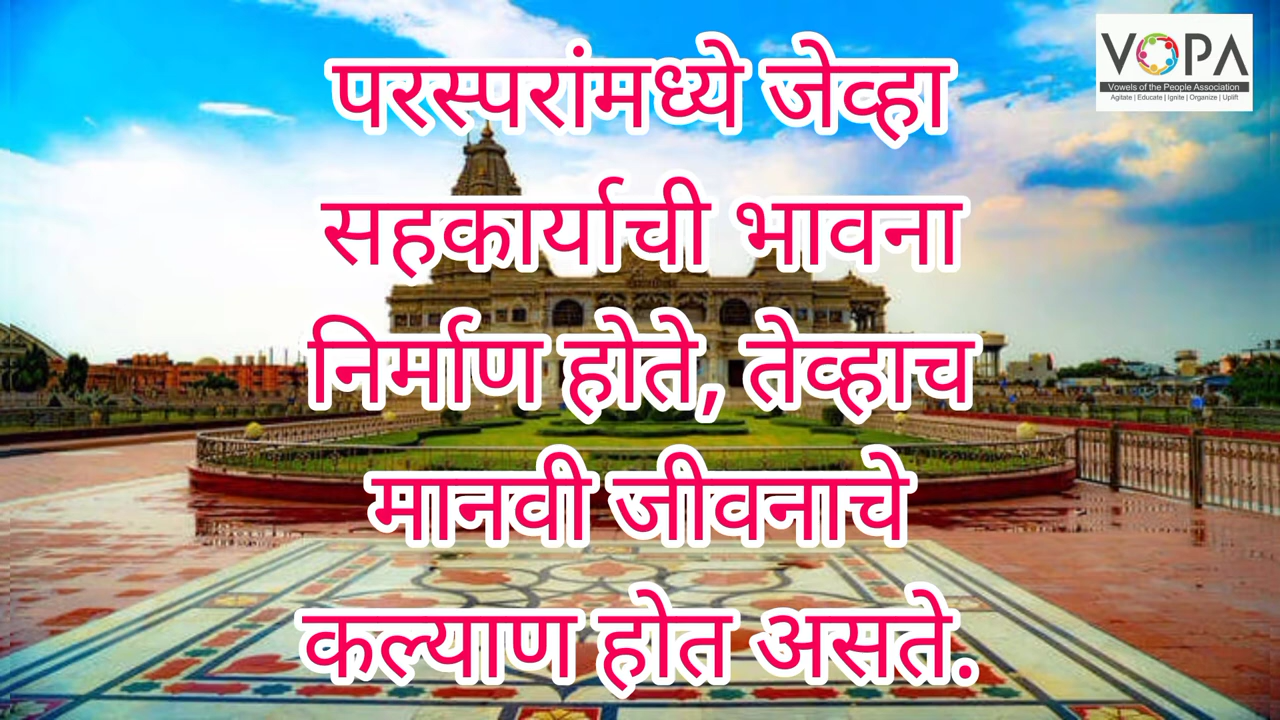 VOPA
Vowels of the People Association
Agitate | Educate | Ignite | Organize | Uplift
परस्परांमध्ये जेव्हा
सहकार्याची भावना
निर्माण होते, तेव्हाच
मानवी जीवनाचे
कल्याण होत असते.